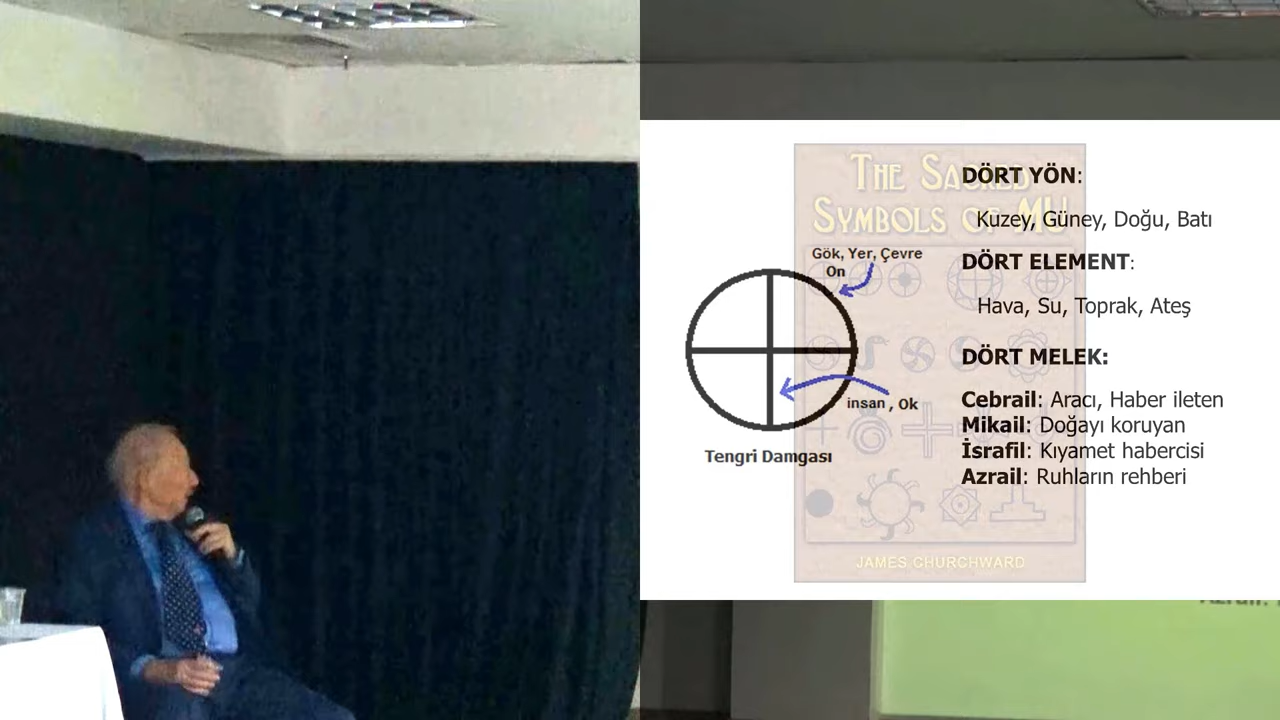 THE SACRED
SYMBOLS OF MU
DÖRT YÖN:
Kuzey, Güney, Doğu, Batı
Gök, Yer, Çevre
On
DÖRT ELEMENT:
Hava, Su, Toprak, Ateş
DÖRT MELEK:
insan , Ok
Cebrail: Aracı, Haber ileten
Mikail: Doğayı koruyan
İsrafil: Kıyamet habercisi
Azrail: Ruhların rehberi
Tengri Damgası
JAMES CHURCHWARD